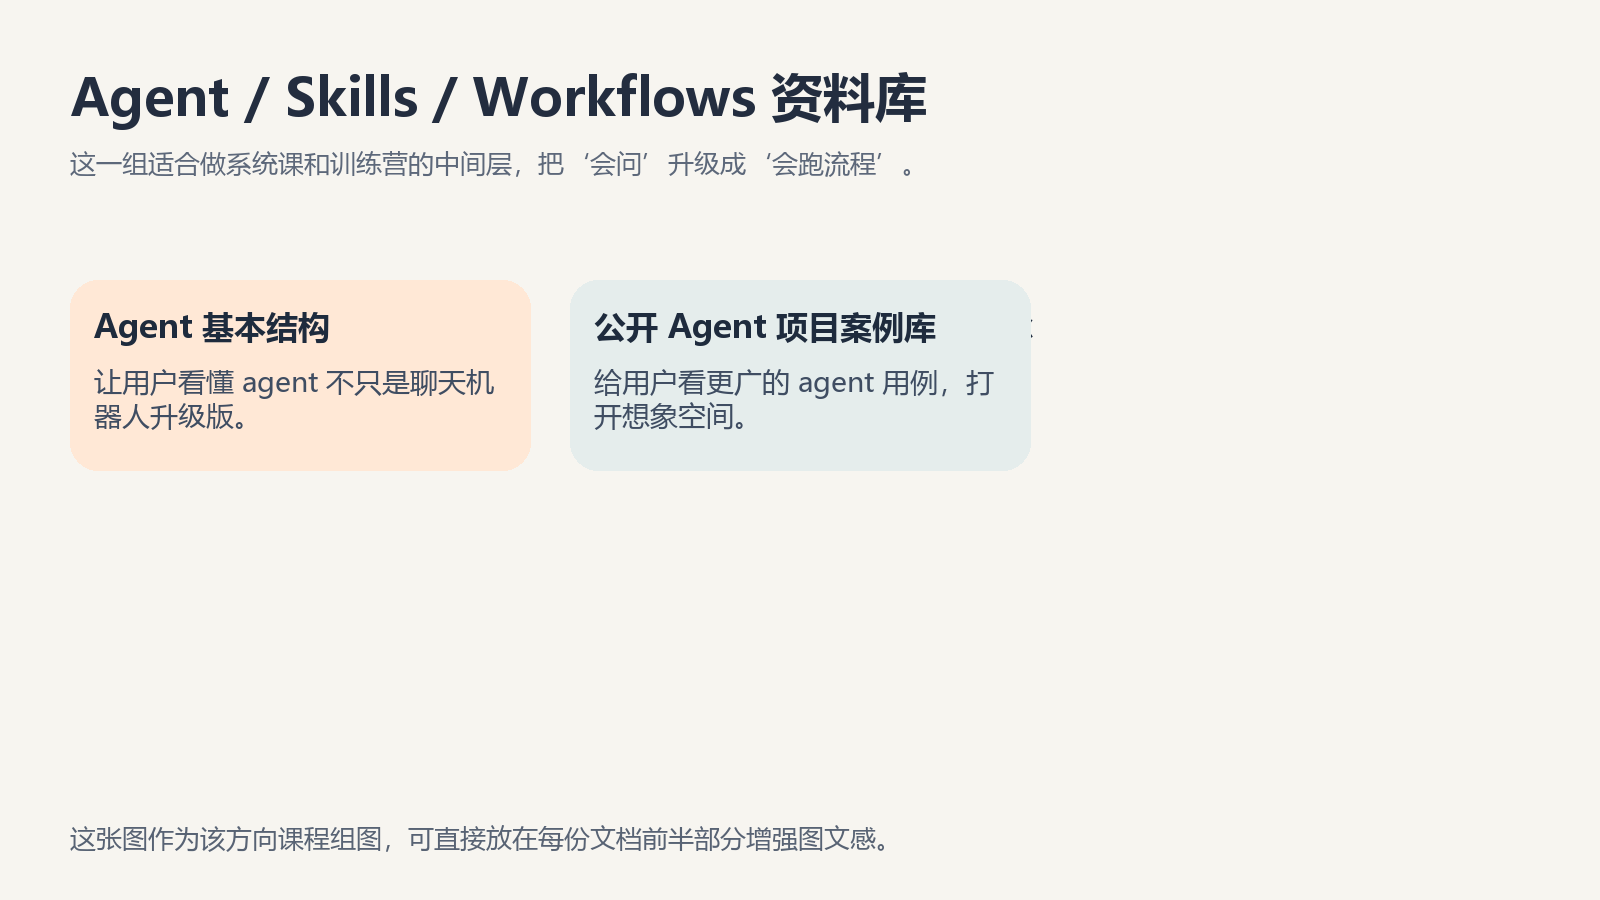 Agent / Skills / Workflows 资料库
这一组适合做系统课和训练营的中间层，把‘会问’升级成‘会跑流程’。
Agent 基本结构
让用户看懂 agent 不只是聊天机
器人升级版。
公开 Agent 项目案例库
给用户看更广的 agent 用例，打
开想象空间。
这张图作为该方向课程组图，可直接放在每份文档前半部分增强图文感。